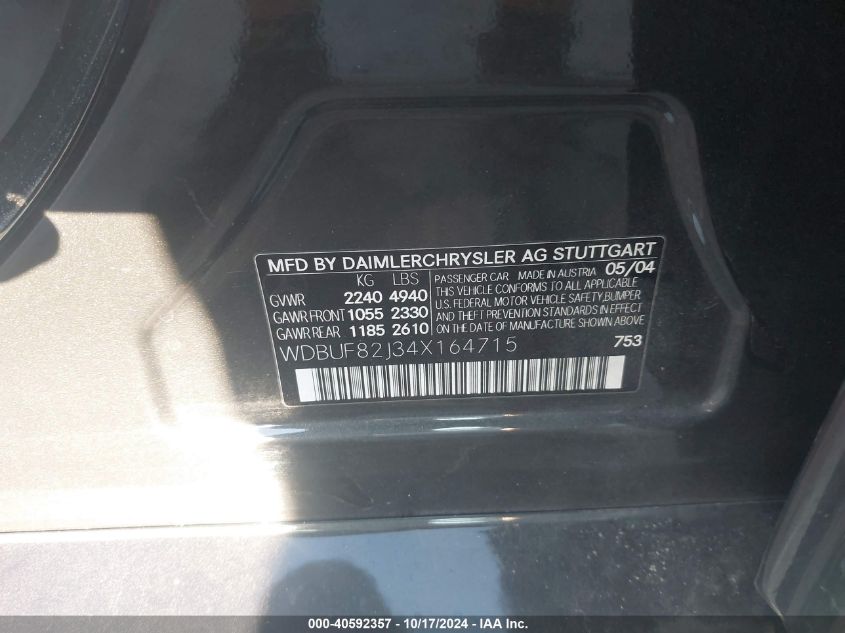 MFD BY DAIMLERCHRYSLER AG STUTTGART
KG LBS PASSENGER CAR MADE IN AUSTRIA 05/04
GVWR 2240 4940 THIS VEHICLE CONFORMS TO ALL APPLICABLE
GAWR FRONT 1055 2330 U.S. FEDERAL MOTOR VEHICLE SAFETY, BUMPER
GAWR REAR 1185 2610 AND THEFT PREVENTION STANDARDS IN EFFECT
ON THE DATE OF MANUFACTURE SHOWN ABOVE
WDBUF82J34X164715 753
000-40592357 - 10/17/2024 - IAA Inc.